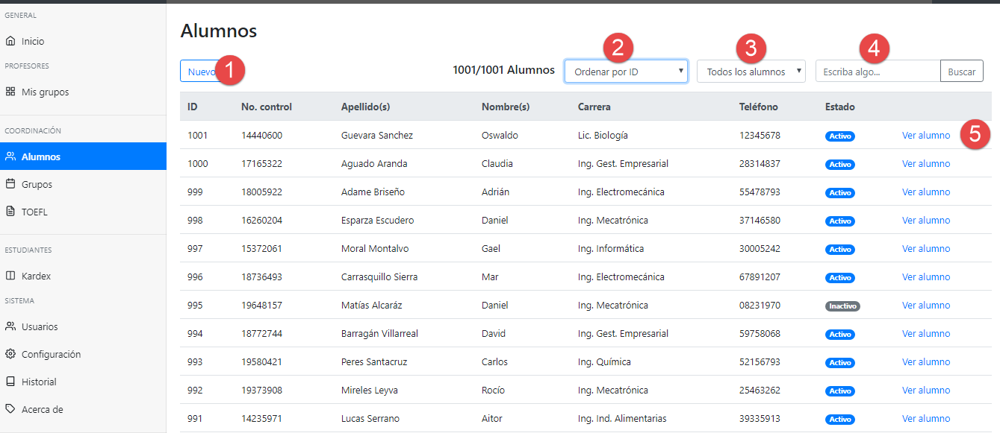 GENERAL
Inicio
PROFESORES
Mis grupos
COORDINACIÓN
Alumnos
Grupos
TOEFL
ESTUDIANTES
Kardex
SISTEMA
Usuarios
Configuración
Historial
Acerca de
Alumnos
Nuevo 1 1001/1001 Alumnos Ordenar por ID 2 Todos los alumnos 3 Escriba algo... 4 Buscar
ID No. control Apellido(s) Nombre(s) Carrera Teléfono Estado
1001 14440600 Guevara Sanchez Oswaldo Lic. Biología 12345678 Activo Ver alumno 5
1000 17165322 Aguado Aranda Claudia Ing. Gest. Empresarial 28314837 Activo Ver alumno
999 18005922 Adame Briseño Adrián Ing. Electromecánica 55478793 Activo Ver alumno
998 16260204 Esparza Escudero Daniel Ing. Mecatrónica 37146580 Activo Ver alumno
997 15372061 Moral Montalvo Gael Ing. Informática 30005242 Activo Ver alumno
996 18736493 Carrasquillo Sierra Mar Ing. Electromecánica 67891207 Activo Ver alumno
995 19648157 Matías Alcaráz Daniel Ing. Mecatrónica 08231970 Inactivo Ver alumno
994 18772744 Barragán Villarreal David Ing. Gest. Empresarial 59758068 Activo Ver alumno
993 19580421 Peres Santacruz Carlos Ing. Química 52156793 Activo Ver alumno
992 19373908 Mireles Leyva Rocío Ing. Mecatrónica 25463262 Activo Ver alumno
991 14235971 Lucas Serrano Aitor Ing. Ind. Alimentarias 39335913 Activo Ver alumno